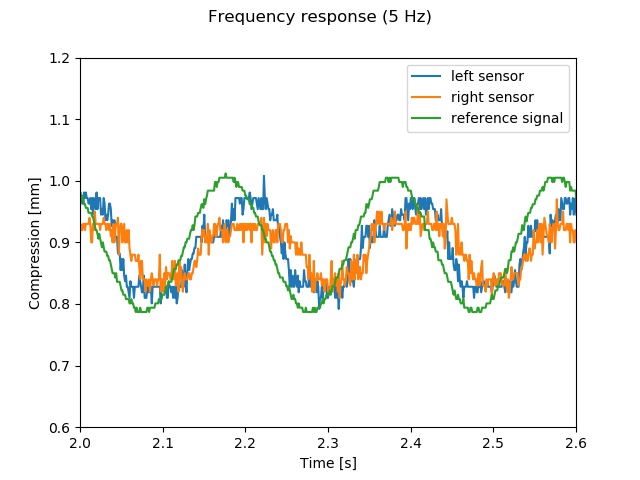 Frequency response (5 Hz)
1.2
1.1
1.0
0.9
0.8
0.7
0.6
Compression [mm]
left sensor
right sensor
reference signal
2.0 2.1 2.2 2.3 2.4 2.5 2.6
Time [s]